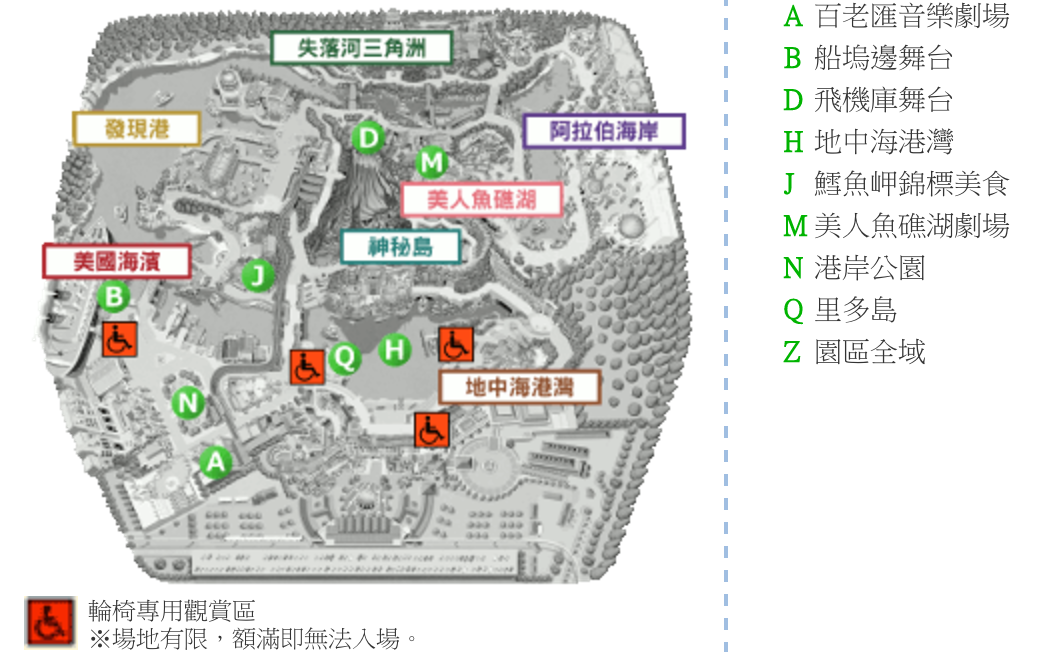 失落河三角洲
發現港
阿拉伯海岸
D
M
美人魚礁湖
神秘島
美國海濱
J
B
Q
H
地中海港灣
N
A
輪椅專用觀賞區
※場地有限，額滿即無法入場。
A 百老匯音樂劇場
B 船塢邊舞台
D 飛機庫舞台
H 地中海港灣
J 鱈魚岬錦標美食
M 美人魚礁湖劇場
N 港岸公園
Q 里多島
Z 園區全域